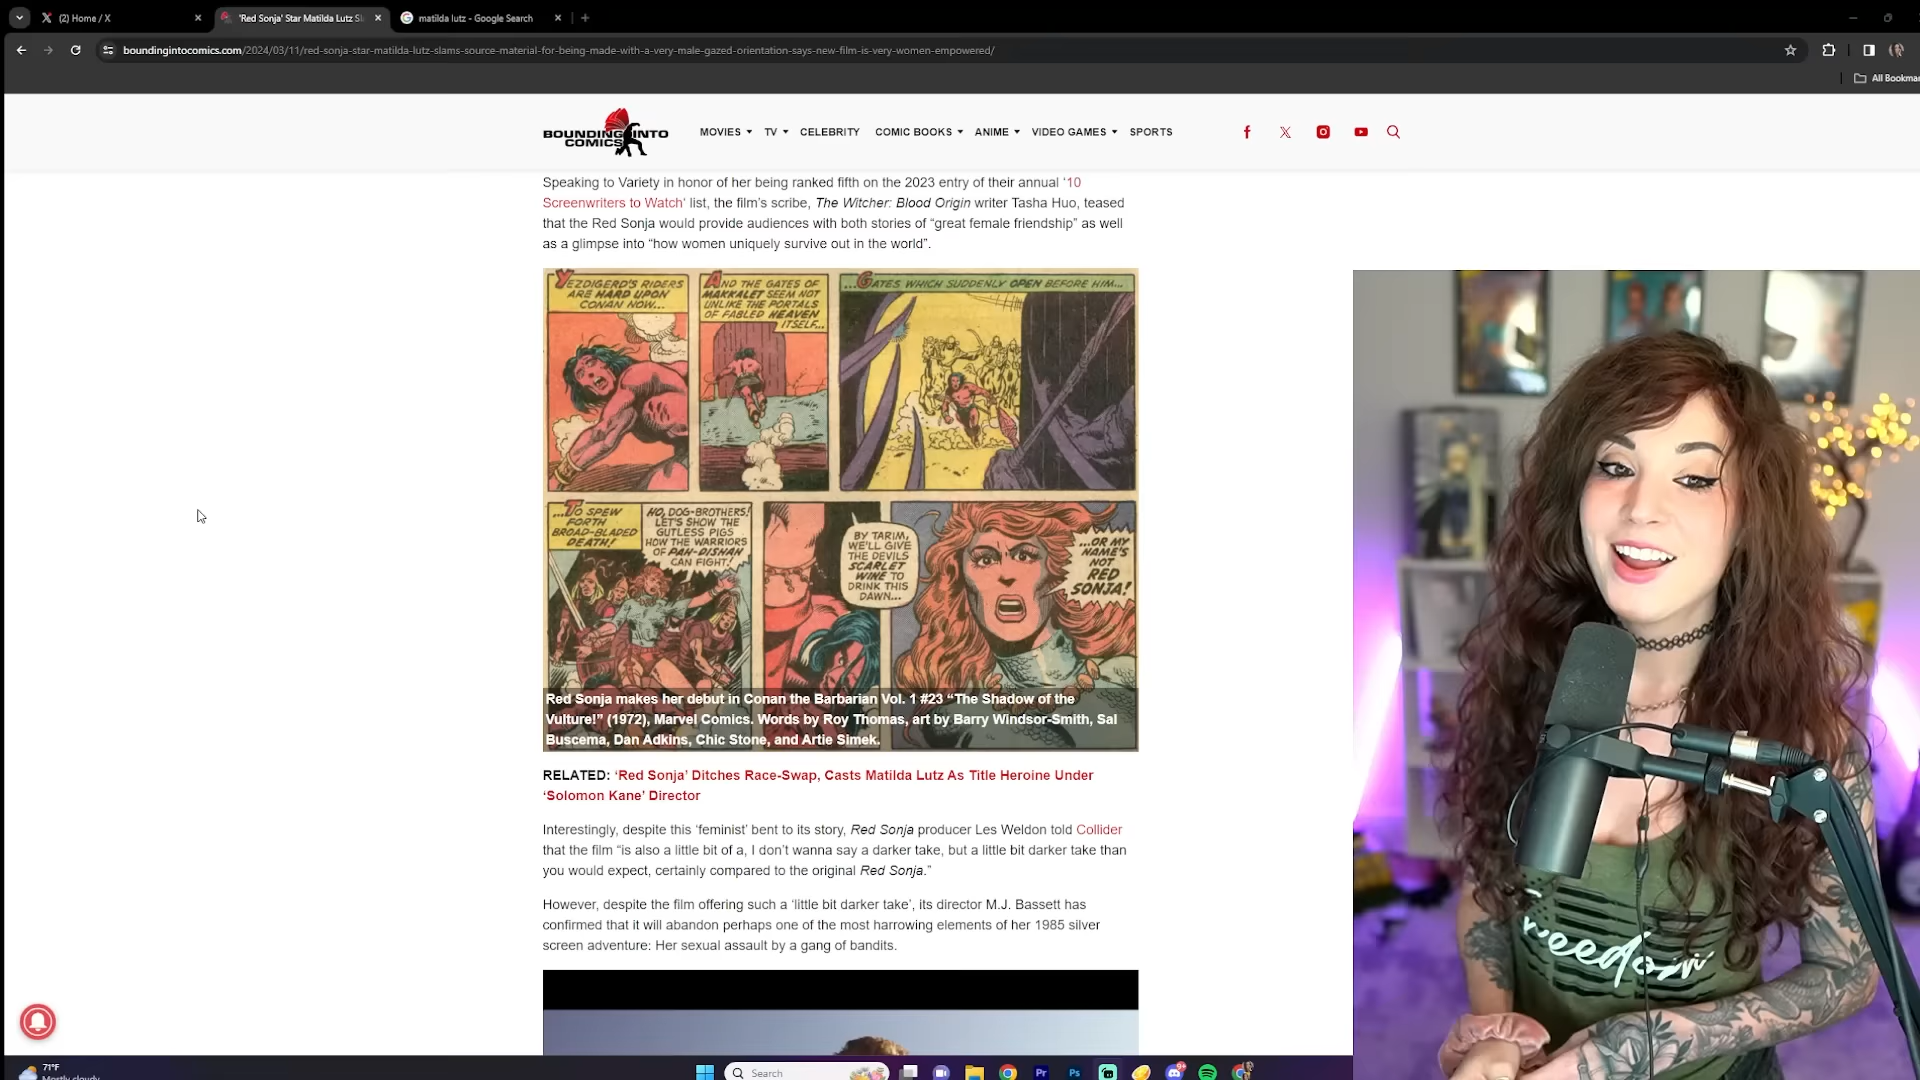 (2) Home / X
'Red Sonja' Star Matilda Lutz Sl
matilda lutz - Google Search
boundingintocomics.com/2024/03/11/red-sonja-star-matilda-lutz-slams-source-material-for-being-made-with-a-very-male-gazed-orientation-says-new-film-is-very-women-empowered/
All Bookmar
BOUNDING INTO
COMICS
MOVIES
TV
CELEBRITY
COMIC BOOKS
ANIME
VIDEO GAMES
SPORTS
Speaking to Variety in honor of her being ranked fifth on the 2023 entry of their annual '10
Screenwriters to Watch' list, the film's scribe, The Witcher: Blood Origin writer Tasha Huo, teased
that the Red Sonja would provide audiences with both stories of "great female friendship" as well
as a glimpse into "how women uniquely survive out in the world".
YEZDIGERD'S RIDERS
ARE HARD UPON
CONAN NOW...
AND THE GATES OF
MAKKALET SEEM NOT
UNLIKE THE PORTALS
OF FABLED HEAVEN
ITSELF...
...GATES WHICH SUDDENLY OPEN BEFORE HIM...
...TO SPEW
FORTH
BROAD-BLADED
DEATH!
HO, DOG-BROTHERS!
LET'S SHOW THE
GUTLESS PIGS
HOW THE WARRIORS
OF PAH-DISHAH
CAN FIGHT!
BY TARIM,
WE'LL GIVE
THE DEVILS
SCARLET
WINE TO
DRINK THIS
DAWN...
...OR MY
NAME'S
NOT
RED
SONJA!
Red Sonja makes her debut in Conan the Barbarian Vol. 1 #23 "The Shadow of the
Vulture!" (1972), Marvel Comics. Words by Roy Thomas, art by Barry Windsor-Smith, Sal
Buscema, Dan Adkins, Chic Stone, and Artie Simek.
RELATED: 'Red Sonja' Ditches Race-Swap, Casts Matilda Lutz As Title Heroine Under
'Solomon Kane' Director
Interestingly, despite this 'feminist' bent to its story, Red Sonja producer Les Weldon told Collider
that the film "is also a little bit of a, I don't wanna say a darker take, but a little bit darker take than
you would expect, certainly compared to the original Red Sonja."
However, despite the film offering such a 'little bit darker take', its director M.J. Bassett has
confirmed that it will abandon perhaps one of the most harrowing elements of her 1985 silver
screen adventure: Her sexual assault by a gang of bandits.
freedom
71°F
Mostly cloudy
Search
Pr
Ps